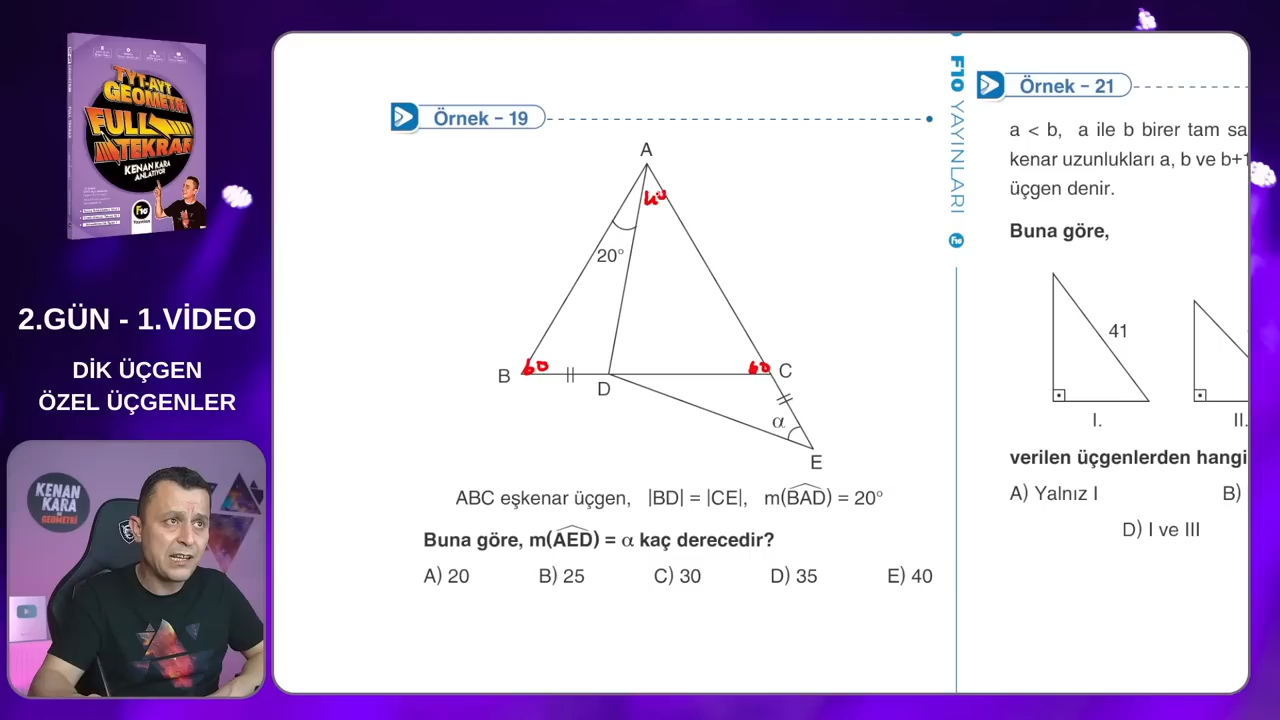 TYT-AYT
GEOMETRİ
FULL
TEKRAR
KENAN KARA
ANLATIYOR
F10
2.GÜN - 1.VİDEO
DİK ÜÇGEN
ÖZEL ÜÇGENLER
KENAN
KARA
GEOMETRİ
Örnek – 19
A
40
20°
60
60
B
D
C
α
E
ABC eşkenar üçgen, |BD| = |CE|, m(BAD) = 20°
Buna göre, m(AED) = α kaç derecedir?
A) 20 B) 25 C) 30 D) 35 E) 40
F10 YAYINLARI
F10
Örnek – 21
a < b, a ile b birer tam sa
kenar uzunlukları a, b ve b+1
üçgen denir.
Buna göre,
41
I.
II.
verilen üçgenlerden hangi
A) Yalnız I B)
D) I ve III